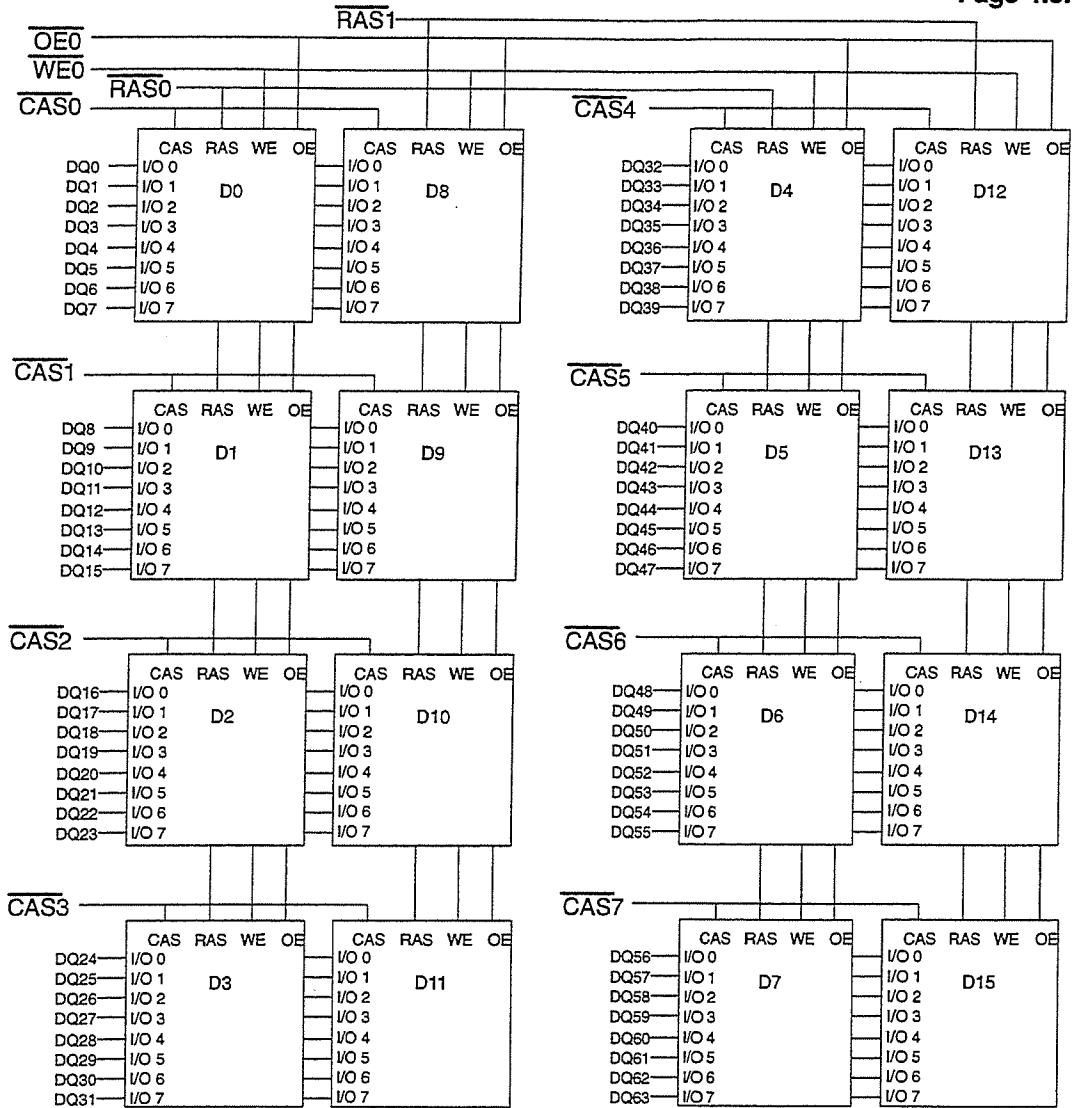 Page
RAS1
OE0
WE0
RAS0
CAS0 CAS4
CAS RAS WE OE CAS RAS WE OE CAS RAS WE OE CAS RAS WE OE
DQ0 I/O 0 I/O 0 DQ32 I/O 0 I/O 0
DQ1 I/O 1 D0 I/O 1 D8 DQ33 I/O 1 D4 I/O 1 D12
DQ2 I/O 2 I/O 2 DQ34 I/O 2 I/O 2
DQ3 I/O 3 I/O 3 DQ35 I/O 3 I/O 3
DQ4 I/O 4 I/O 4 DQ36 I/O 4 I/O 4
DQ5 I/O 5 I/O 5 DQ37 I/O 5 I/O 5
DQ6 I/O 6 I/O 6 DQ38 I/O 6 I/O 6
DQ7 I/O 7 I/O 7 DQ39 I/O 7 I/O 7
CAS1 CAS5
CAS RAS WE OE CAS RAS WE OE CAS RAS WE OE CAS RAS WE OE
DQ8 I/O 0 I/O 0 DQ40 I/O 0 I/O 0
DQ9 I/O 1 D1 I/O 1 D9 DQ41 I/O 1 D5 I/O 1 D13
DQ10 I/O 2 I/O 2 DQ42 I/O 2 I/O 2
DQ11 I/O 3 I/O 3 DQ43 I/O 3 I/O 3
DQ12 I/O 4 I/O 4 DQ44 I/O 4 I/O 4
DQ13 I/O 5 I/O 5 DQ45 I/O 5 I/O 5
DQ14 I/O 6 I/O 6 DQ46 I/O 6 I/O 6
DQ15 I/O 7 I/O 7 DQ47 I/O 7 I/O 7
CAS2 CAS6
CAS RAS WE OE CAS RAS WE OE CAS RAS WE OE CAS RAS WE OE
DQ16 I/O 0 I/O 0 DQ48 I/O 0 I/O 0
DQ17 I/O 1 D2 I/O 1 D10 DQ49 I/O 1 D6 I/O 1 D14
DQ18 I/O 2 I/O 2 DQ50 I/O 2 I/O 2
DQ19 I/O 3 I/O 3 DQ51 I/O 3 I/O 3
DQ20 I/O 4 I/O 4 DQ52 I/O 4 I/O 4
DQ21 I/O 5 I/O 5 DQ53 I/O 5 I/O 5
DQ22 I/O 6 I/O 6 DQ54 I/O 6 I/O 6
DQ23 I/O 7 I/O 7 DQ55 I/O 7 I/O 7
CAS3 CAS7
CAS RAS WE OE CAS RAS WE OE CAS RAS WE OE CAS RAS WE OE
DQ24 I/O 0 I/O 0 DQ56 I/O 0 I/O 0
DQ25 I/O 1 D3 I/O 1 D11 DQ57 I/O 1 D7 I/O 1 D15
DQ26 I/O 2 I/O 2 DQ58 I/O 2 I/O 2
DQ27 I/O 3 I/O 3 DQ59 I/O 3 I/O 3
DQ28 I/O 4 I/O 4 DQ60 I/O 4 I/O 4
DQ29 I/O 5 I/O 5 DQ61 I/O 5 I/O 5
DQ30 I/O 6 I/O 6 DQ62 I/O 6 I/O 6
DQ31 I/O 7 I/O 7 DQ63 I/O 7 I/O 7